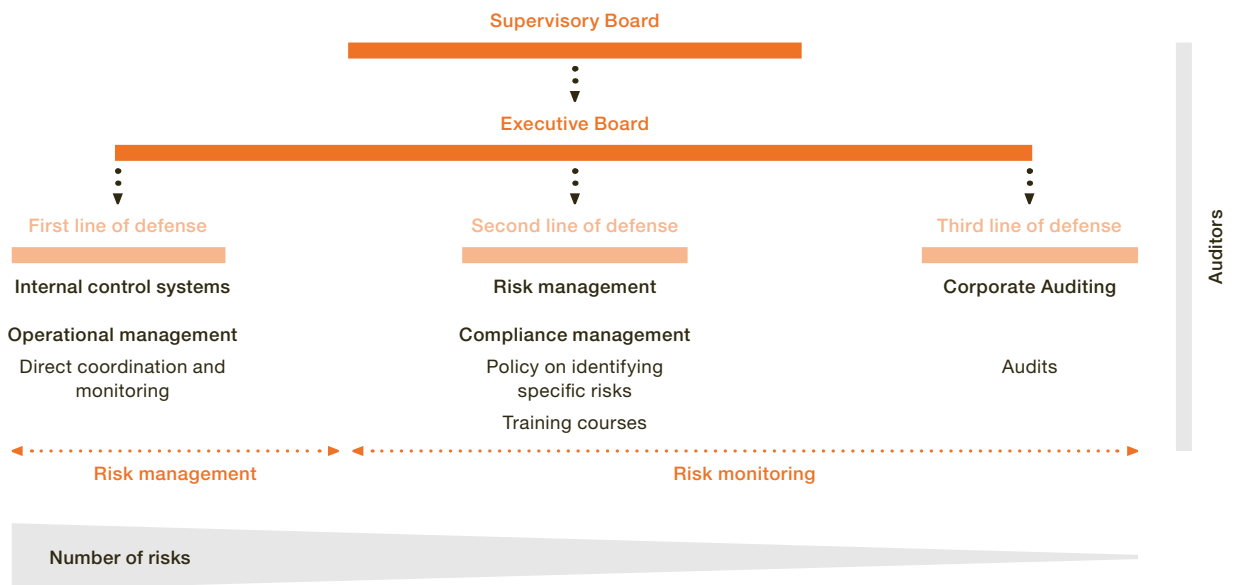 Supervisory Board
Executive Board
First line of defense
Internal control systems
Operational management
Direct coordination and
monitoring
Second line of defense
Risk management
Compliance management
Policy on identifying
specific risks
Training courses
Third line of defense
Corporate Auditing
Audits
Auditors
Risk management
Risk monitoring
Number of risks